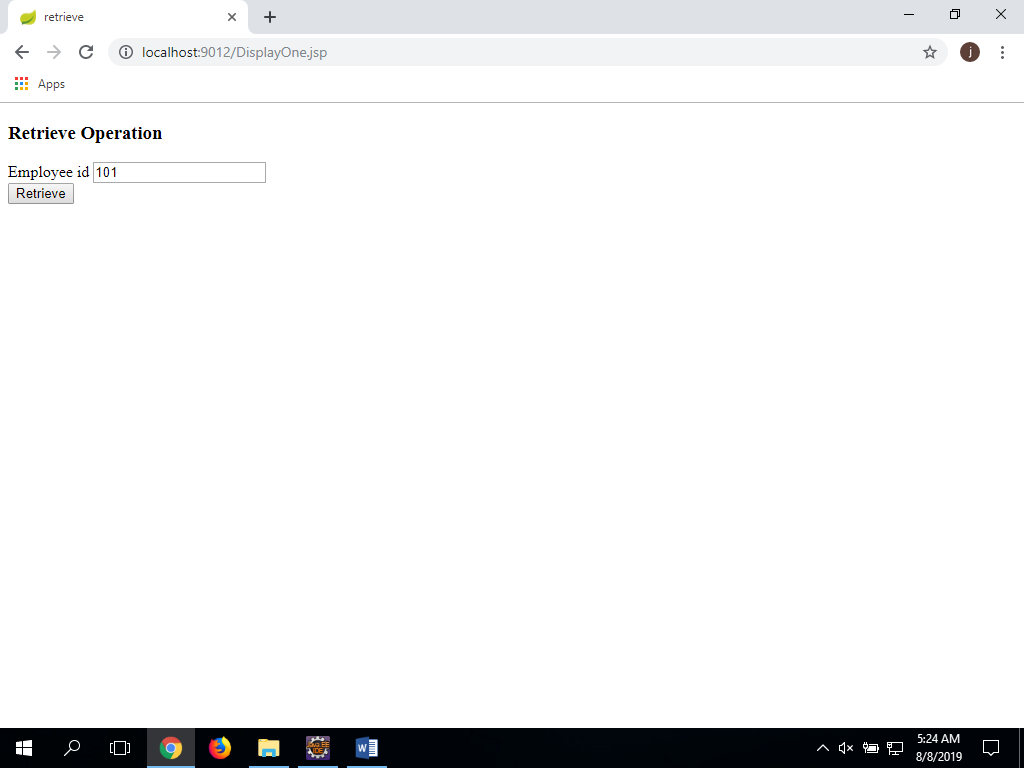 retrieve
localhost:9012/DisplayOne.jsp
j
Apps
Retrieve Operation
Employee id 101
Retrieve
5:24 AM
8/8/2019